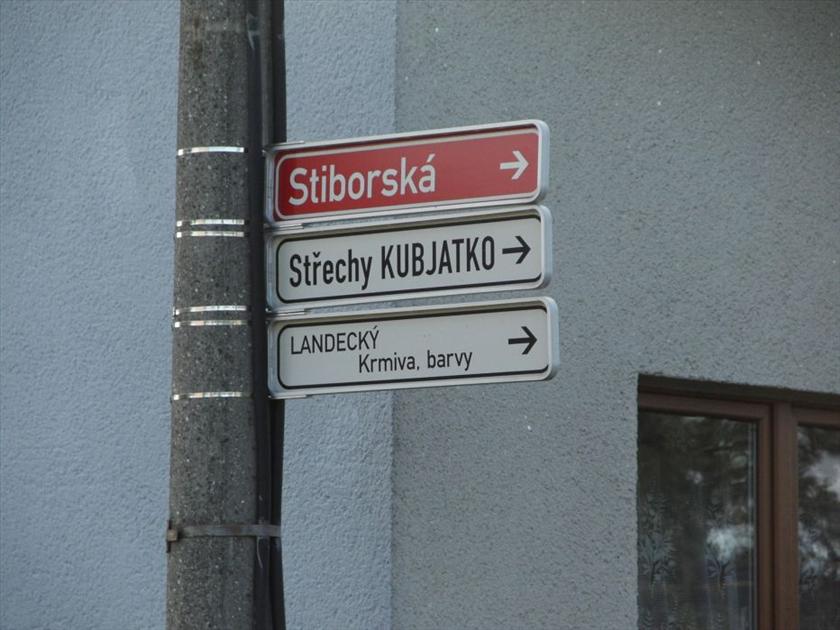 Stiborská
Střechy KUBJATKO
LANDECKÝ
Krmiva, barvy